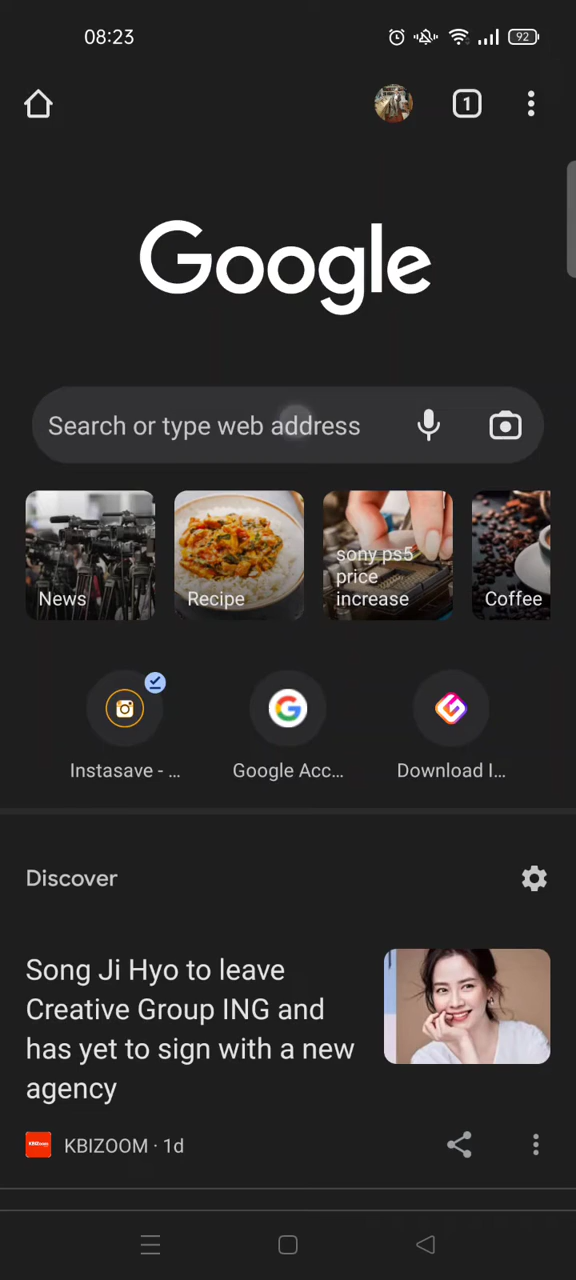 08:23
92
1
Google
Search or type web address
News
Recipe
sony ps5
price
increase
Coffee
Instasave - ...
Google Acc...
Download I...
Discover
Song Ji Hyo to leave
Creative Group ING and
has yet to sign with a new
agency
KBIZOOM · 1d